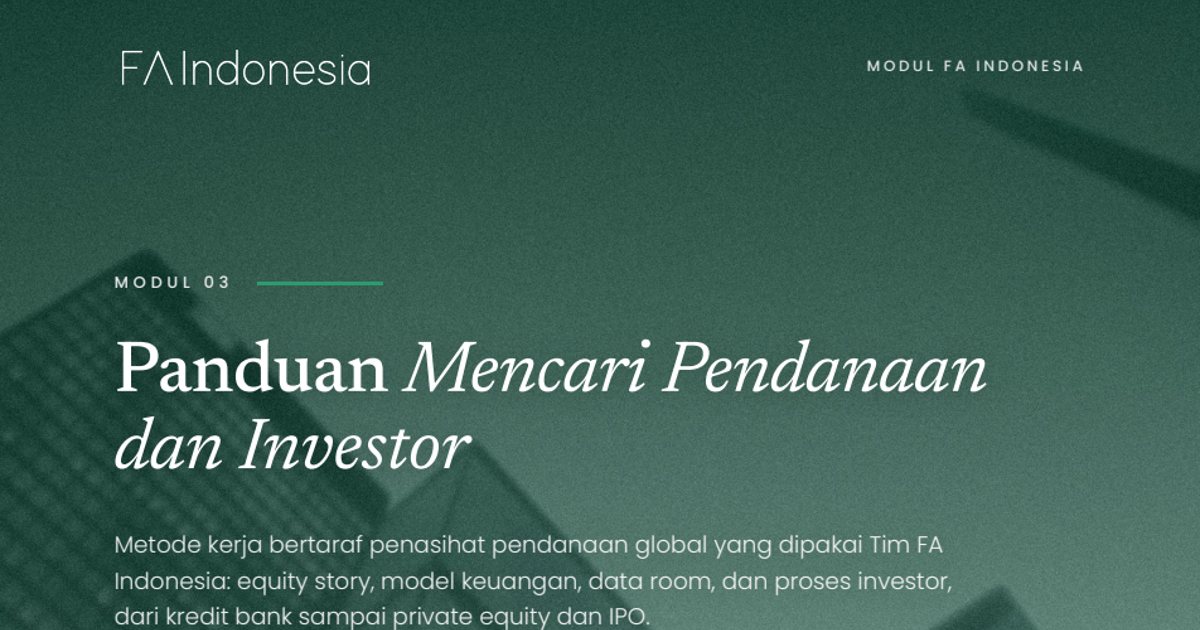 FA Indonesia
MODUL FA INDONESIA
MODUL 03
Panduan Mencari Pendanaan
dan Investor
Metode kerja bertaraf penasihat pendanaan global yang dipakai Tim FA
Indonesia: equity story, model keuangan, data room, dan proses investor,
dari kredit bank sampai private equity dan IPO.